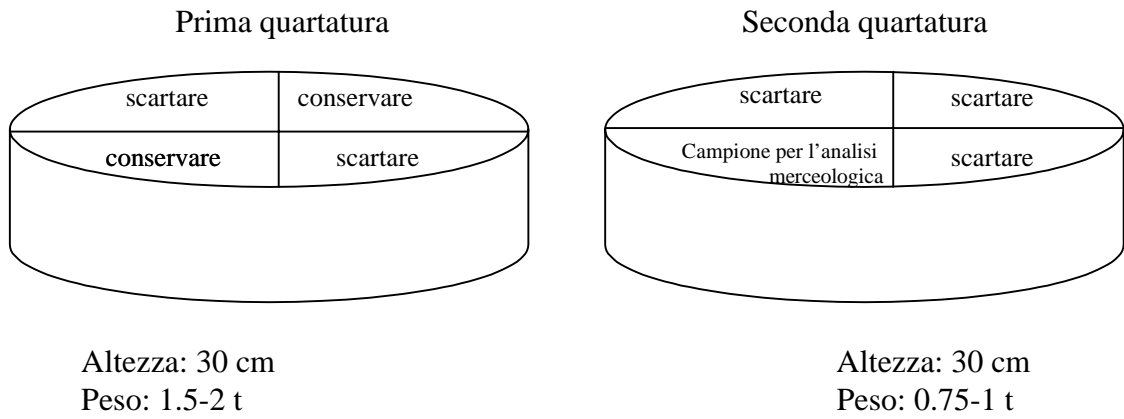 Prima quartatura
scartare
conservare
conservare
scartare
Altezza: 30 cm
Peso: 1.5-2 t
Seconda quartatura
scartare
scartare
Campione per l'analisi
merceologica
scartare
Altezza: 30 cm
Peso: 0.75-1 t